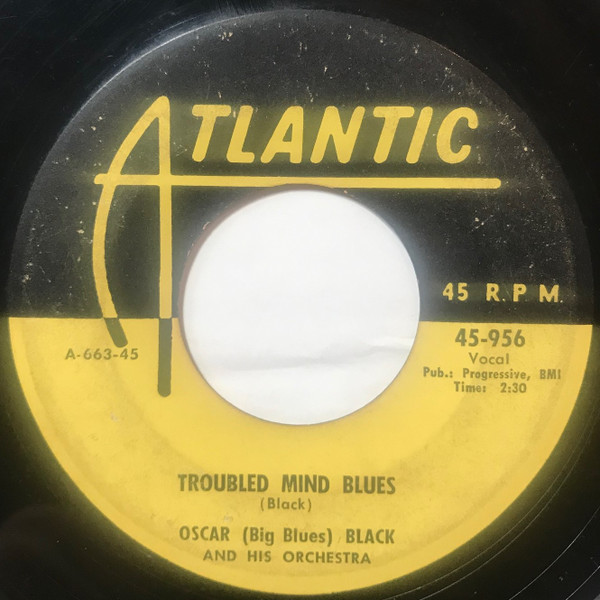 ATLANTIC
45 R.P.M.
A-663-45
45-956
Vocal
Pub.: Progressive, BMI
Time: 2:30
TROUBLED MIND BLUES
(Black)
OSCAR (Big Blues) BLACK
AND HIS ORCHESTRA